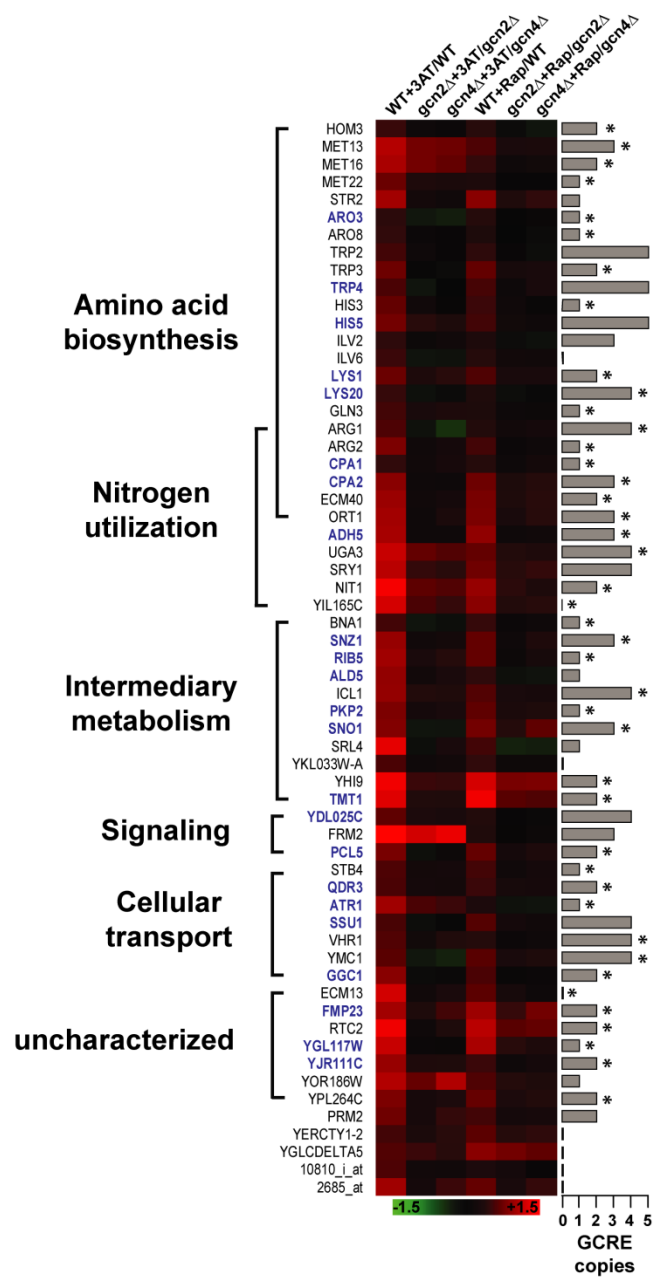 WT+3AT/WT
gcn2Δ+3AT/gcn2Δ
gcn4Δ+3AT/gcn4Δ
WT+Rap/WT
gcn2Δ+Rap/gcn2Δ
gcn4Δ+Rap/gcn4Δ
Amino acid
biosynthesis
Nitrogen
utilization
Intermediary
metabolism
Signaling
Cellular
transport
uncharacterized
HOM3 *
MET13 *
MET16 *
MET22 *
STR2
ARO3 *
ARO8 *
TRP2
TRP3 *
TRP4
HIS3 *
HIS5
ILV2
ILV6
LYS1 *
LYS20 *
GLN3 *
ARG1 *
ARG2 *
CPA1 *
CPA2 *
ECM40 *
ORT1 *
ADH5 *
UGA3 *
SRY1
NIT1 *
YIL165C *
BNA1 *
SNZ1 *
RIB5 *
ALD5
ICL1 *
PKP2 *
SNO1 *
SRL4
YKL033W-A
YHI9 *
TMT1 *
YDL025C
FRM2
PCL5 *
STB4 *
QDR3 *
ATR1 *
SSU1
VHR1 *
YMC1 *
GGC1 *
ECM13 *
FMP23 *
RTC2 *
YGL117W *
YJR111C *
YOR186W
YPL264C *
PRM2
YERCTY1-2
YGLCDELTA5
10810_i_at
2685_at
-1.5 +1.5
0 1 2 3 4 5
GCRE
copies